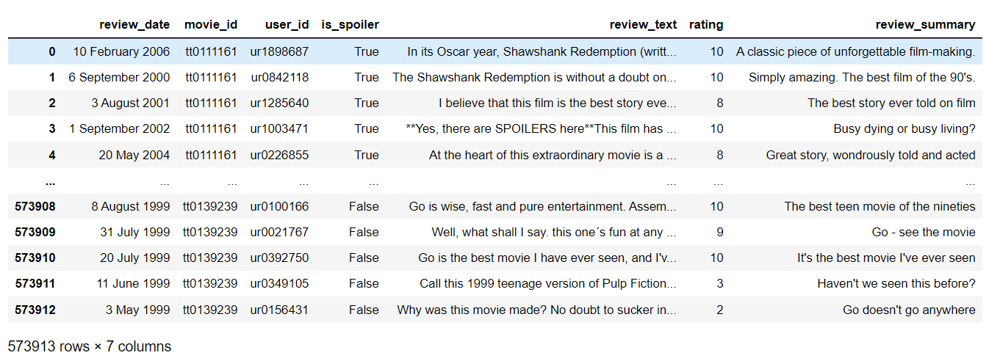 review_date movie_id user_id is_spoiler review_text rating review_summary
0 10 February 2006 tt0111161 ur1898687 True In its Oscar year, Shawshank Redemption (writt... 10 A classic piece of unforgettable film-making.
1 6 September 2000 tt0111161 ur0842118 True The Shawshank Redemption is without a doubt on... 10 Simply amazing. The best film of the 90's.
2 3 August 2001 tt0111161 ur1285640 True I believe that this film is the best story eve... 8 The best story ever told on film
3 1 September 2002 tt0111161 ur1003471 True **Yes, there are SPOILERS here**This film has ... 10 Busy dying or busy living?
4 20 May 2004 tt0111161 ur0226855 True At the heart of this extraordinary movie is a ... 8 Great story, wondrously told and acted
... ... ... ... ... ... ... ...
573908 8 August 1999 tt0139239 ur0100166 False Go is wise, fast and pure entertainment. Assem... 10 The best teen movie of the nineties
573909 31 July 1999 tt0139239 ur0021767 False Well, what shall I say. this one´s fun at any ... 9 Go - see the movie
573910 20 July 1999 tt0139239 ur0392750 False Go is the best movie I have ever seen, and I'v... 10 It's the best movie I've ever seen
573911 11 June 1999 tt0139239 ur0349105 False Call this 1999 teenage version of Pulp Fiction... 3 Haven't we seen this before?
573912 3 May 1999 tt0139239 ur0156431 False Why was this movie made? No doubt to sucker in... 2 Go doesn't go anywhere
573913 rows × 7 columns